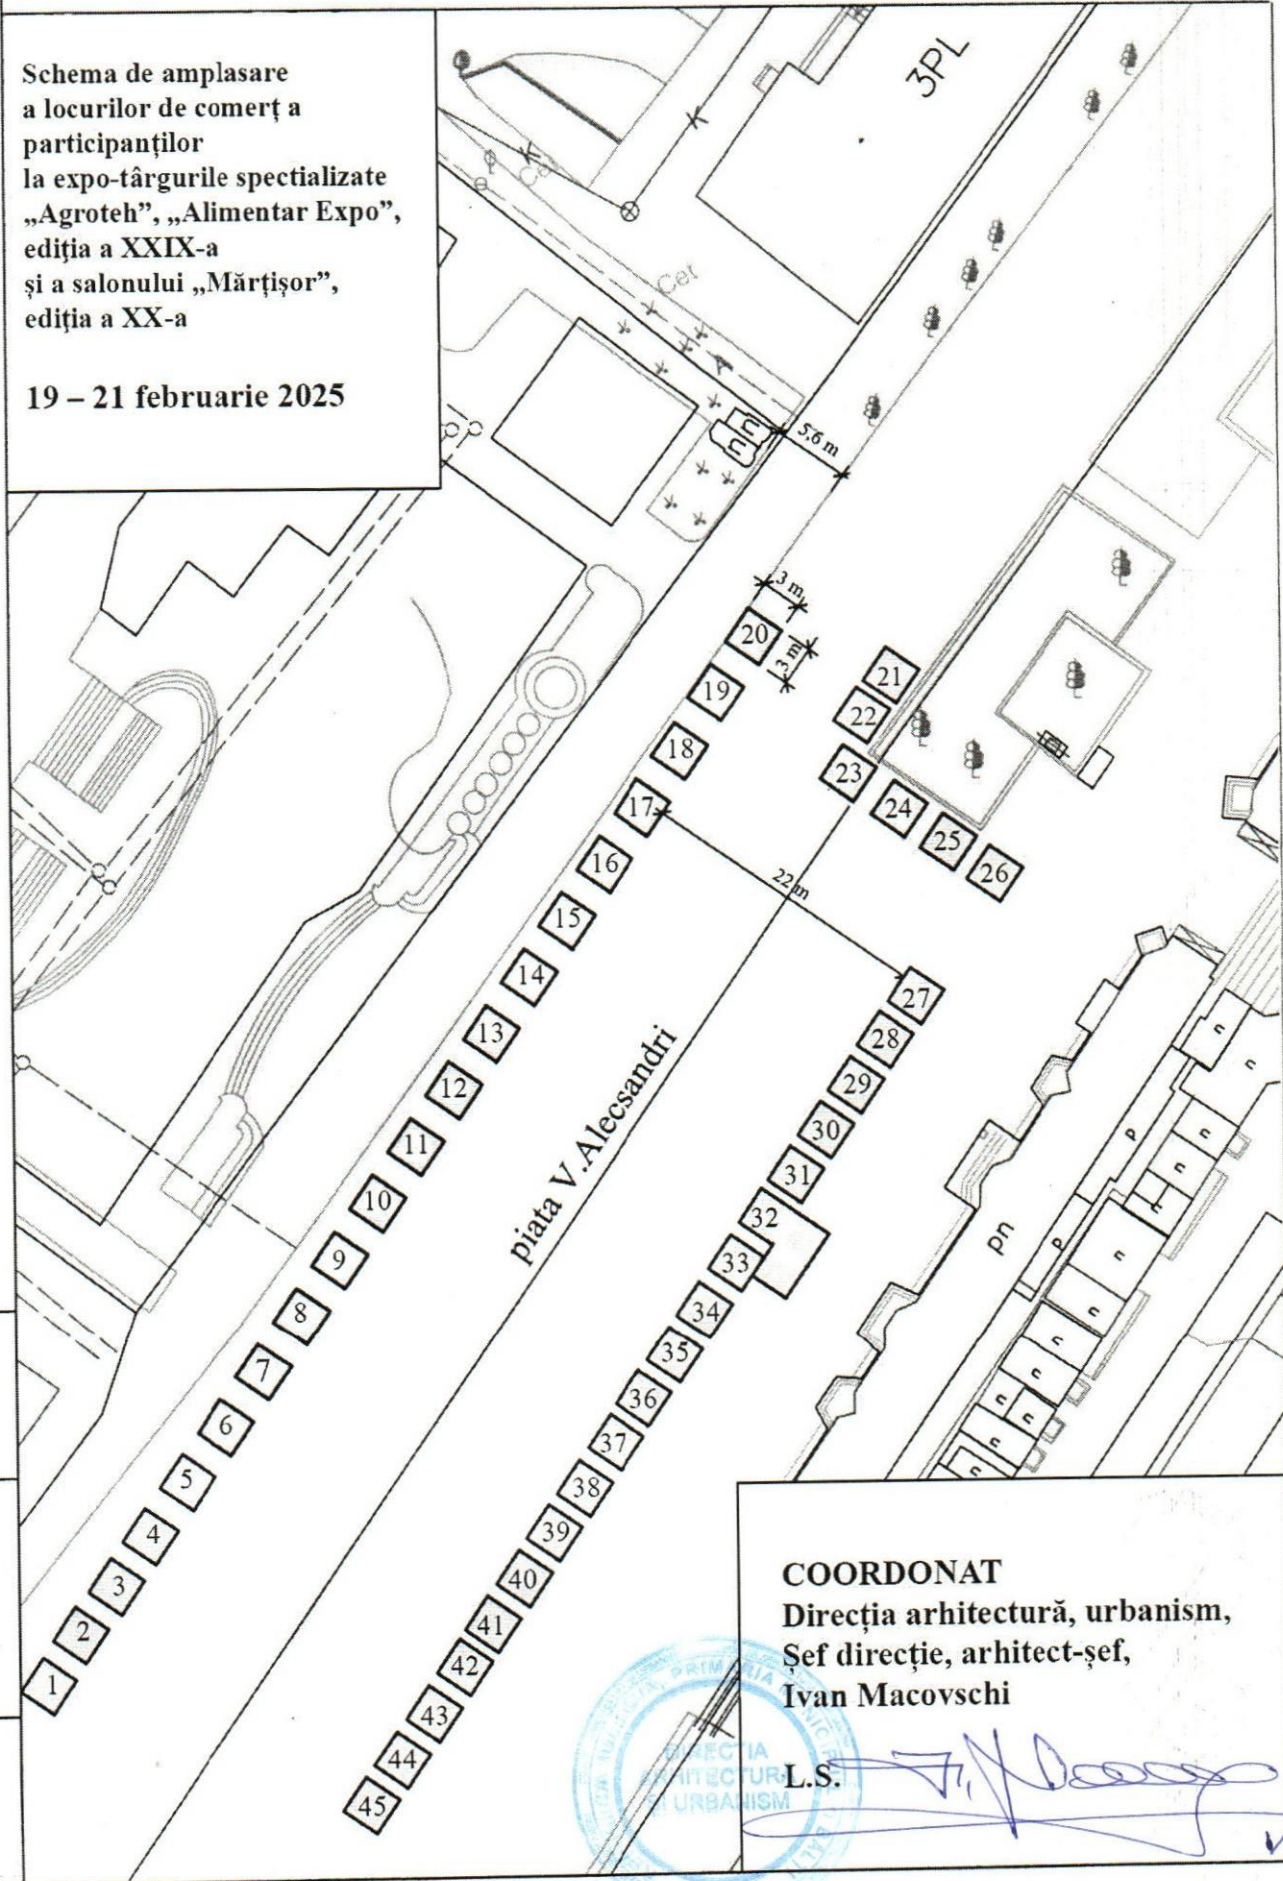 Schema de amplasare
a locurilor de comerț a
participanților
la expo-târgurile spectializate
„Agroteh”, „Alimentar Expo”,
ediția a XXIX-a
și a salonului „Mărțișor”,
ediția a XX-a
19 – 21 februarie 2025
3PL
K
K
Cet
5,6 m
3 m
3 m
20
19
18
17
16
15
14
13
12
11
10
9
8
7
6
5
4
3
2
1
21
22
23
24
25
26
22 m
piata V.Alecsandri
27
28
29
30
31
32
33
34
35
36
37
38
39
40
41
42
43
44
45
pn
P
P
COORDONAT
Direcția arhitectură, urbanism,
Șef direcție, arhitect-șef,
Ivan Macovschi
L.S.
PRIMĂRIA MUNICIPIUL
DIRECȚIA
ARHITECTURĂ
ȘI URBANISM